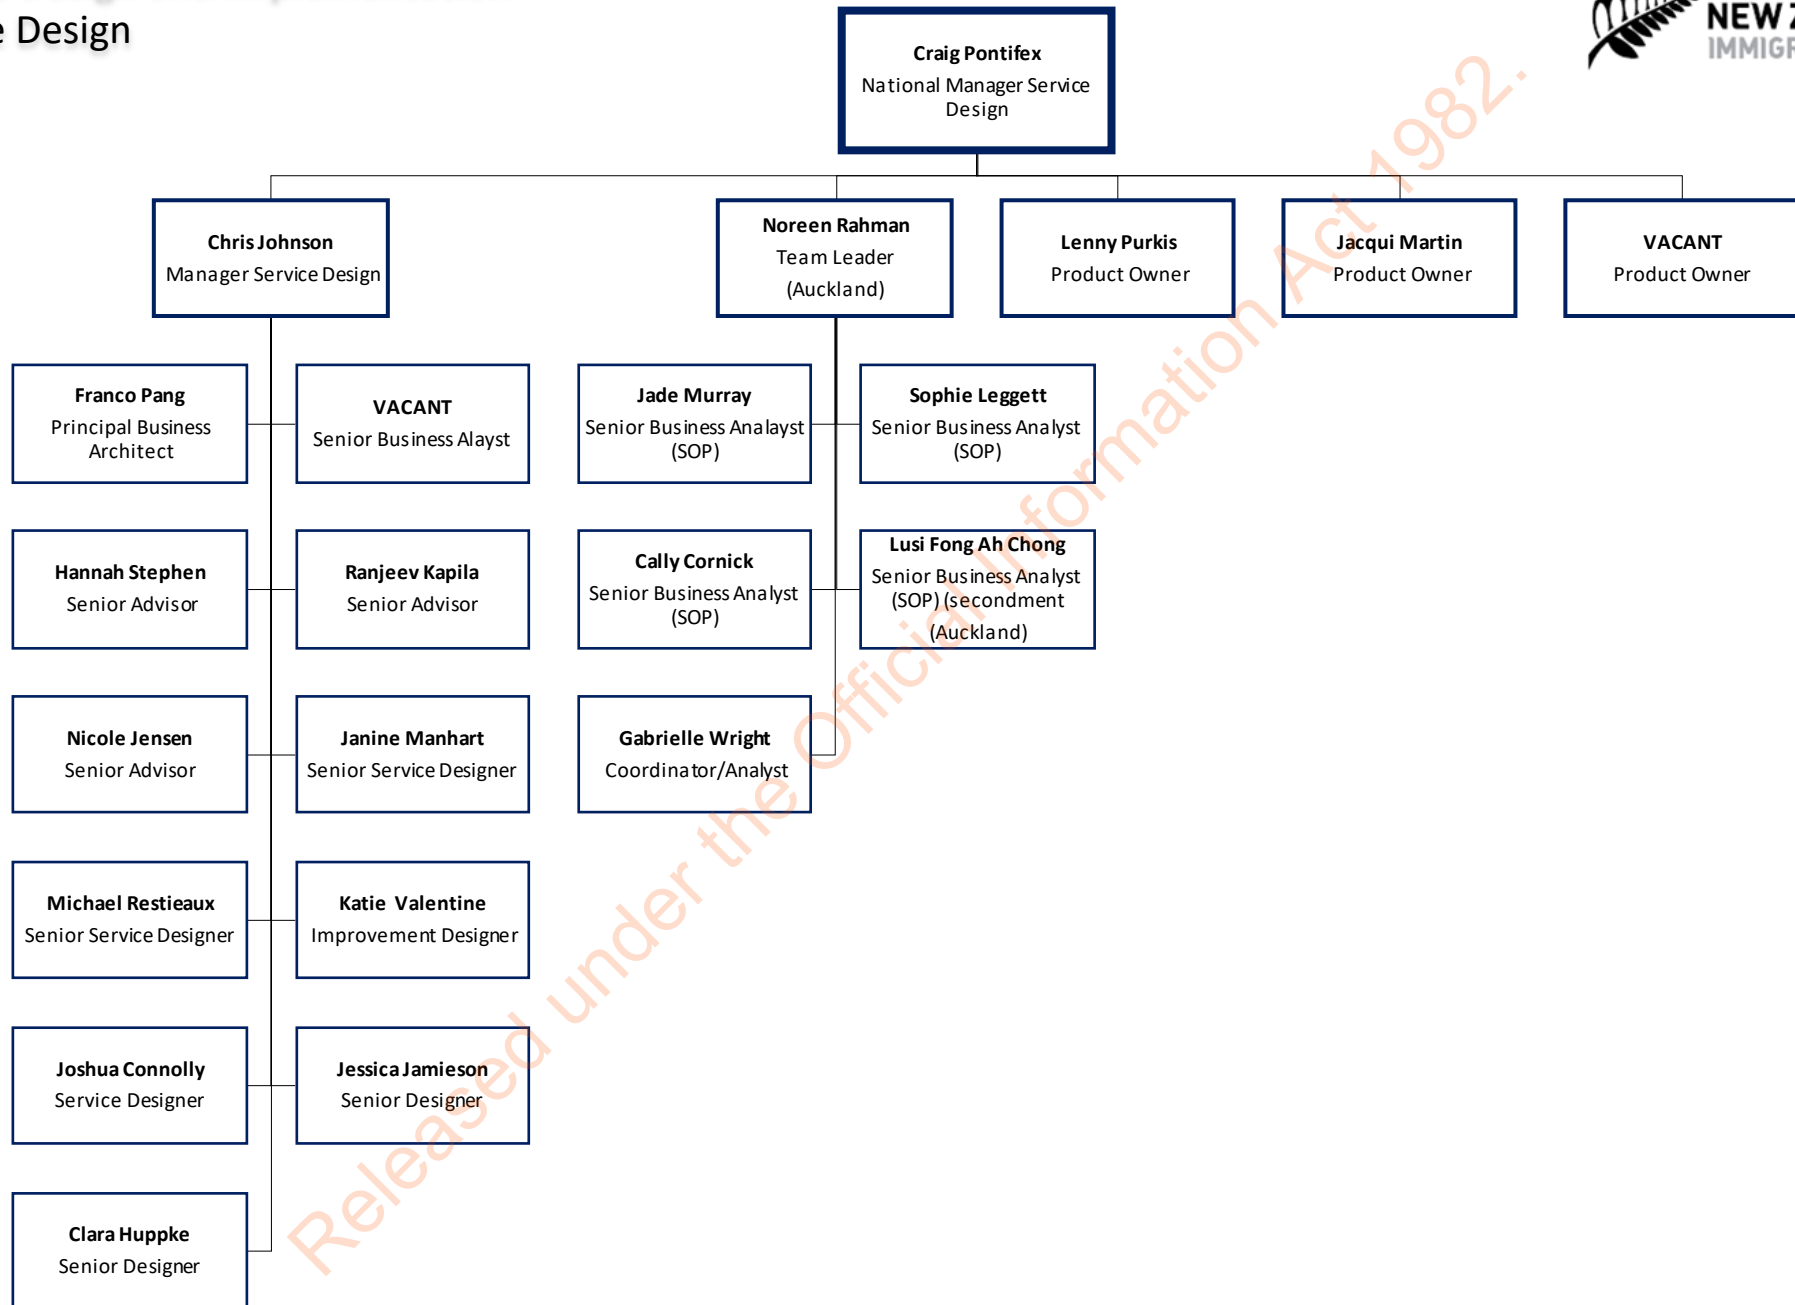 e Design
NEW Z
IMMIGR
Craig Pontifex
National Manager Service
Design
Chris Johnson
Manager Service Design
Noreen Rahman
Team Leader
(Auckland)
Lenny Purkis
Product Owner
Jacqui Martin
Product Owner
VACANT
Product Owner
Franco Pang
Principal Business
Architect
VACANT
Senior Business Alayst
Jade Murray
Senior Business Analayst
(SOP)
Sophie Leggett
Senior Business Analyst
(SOP)
Hannah Stephen
Senior Advisor
Ranjeev Kapila
Senior Advisor
Cally Cornick
Senior Business Analyst
(SOP)
Lusi Fong Ah Chong
Senior Business Analyst
(SOP) (secondment
(Auckland)
Nicole Jensen
Senior Advisor
Janine Manhart
Senior Service Designer
Gabrielle Wright
Coordinator/Analyst
Michael Restieaux
Senior Service Designer
Katie Valentine
Improvement Designer
Joshua Connolly
Service Designer
Jessica Jamieson
Senior Designer
Clara Huppke
Senior Designer
Released under the Official Information Act 1982.